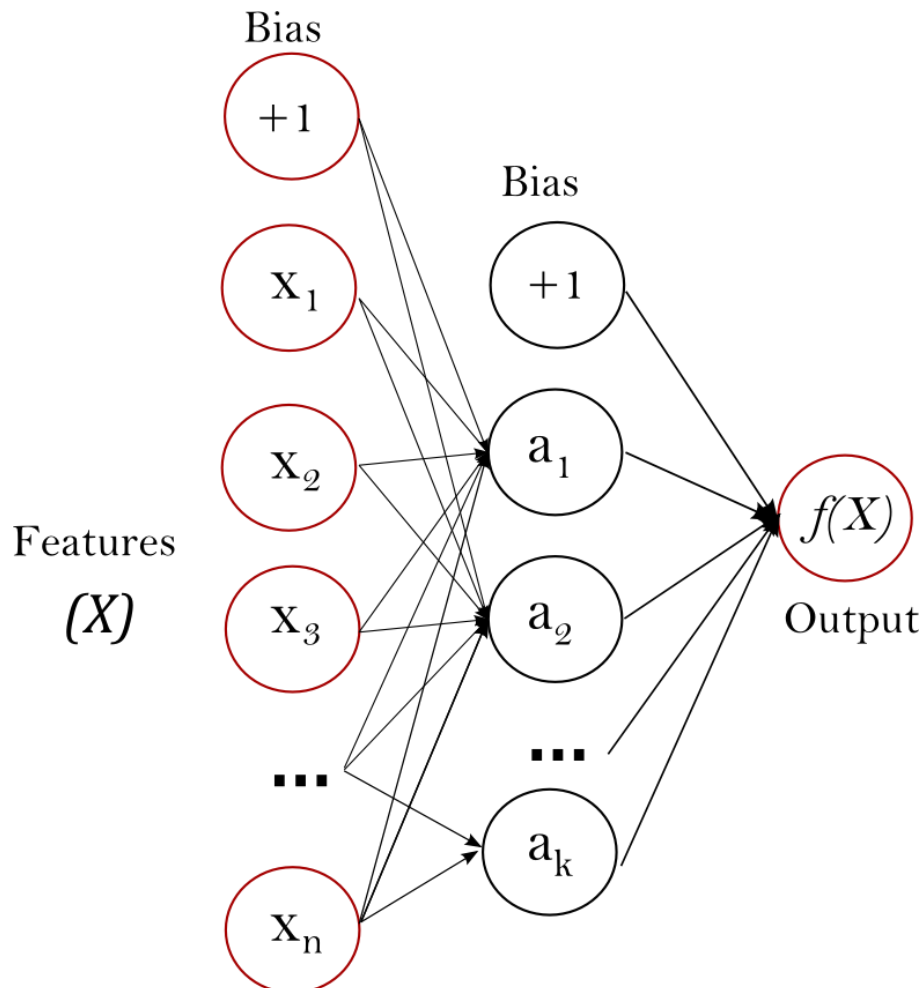 Bias
+1
x₁
x₂
x₃
...
xₙ
Features
(X)
Bias
+1
a₁
a₂
...
aₖ
f(X)
Output